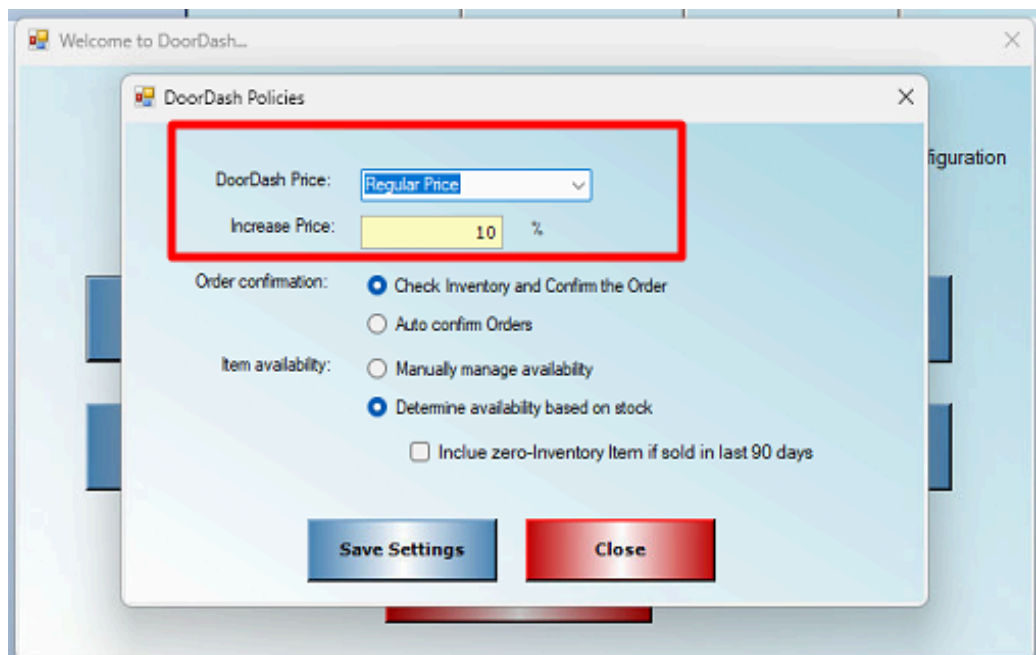 Welcome to DoorDash...
DoorDash Policies
figuration
DoorDash Price: Regular Price
Increase Price: 10 %
Order confirmation: Check Inventory and Confirm the Order
Auto confirm Orders
Item availability: Manually manage availability
Determine availability based on stock
Inclue zero-Inventory Item if sold in last 90 days
Save Settings Close